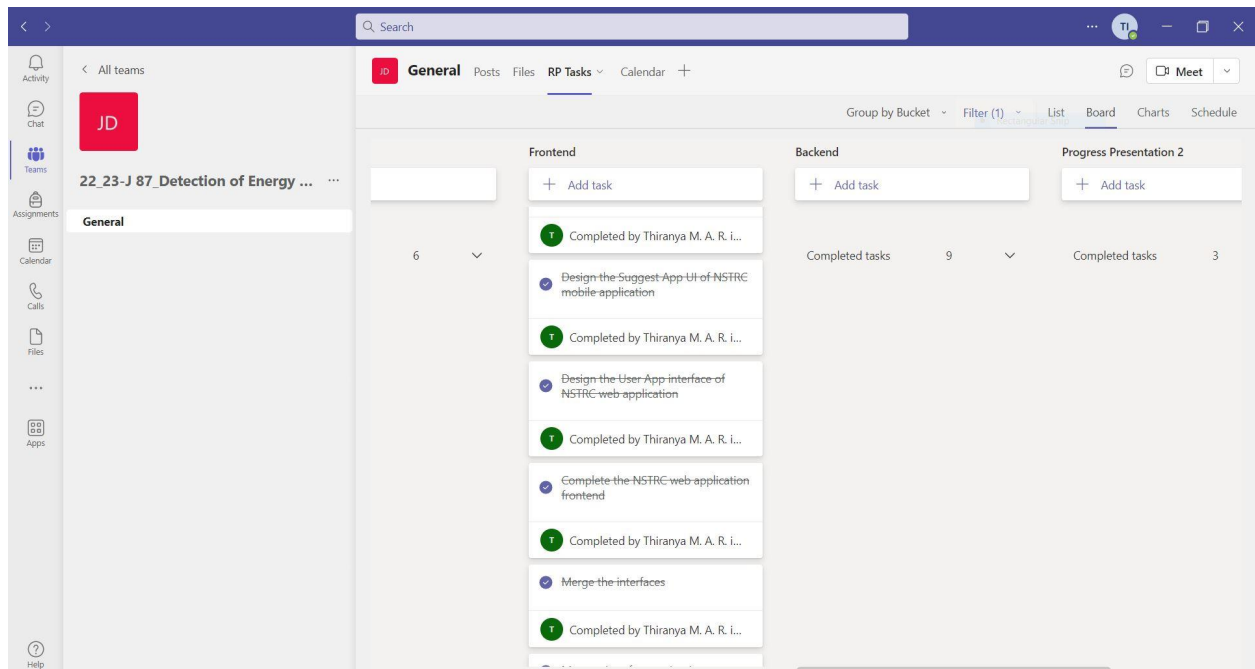 Search
TI
Activity
Chat
Teams
Assignments
Calendar
Calls
Files
Apps
Help
All teams
JD
22_23-J 87_Detection of Energy ...
General
JD General Posts Files RP Tasks Calendar
Meet
Group by Bucket Filter (1) List Board Charts Schedule
6
Frontend
Add task
T Completed by Thiranya M. A. R. i...
Design the Suggest App UI of NSTRC
mobile application
T Completed by Thiranya M. A. R. i...
Design the User App interface of
NSTRC web application
T Completed by Thiranya M. A. R. i...
Complete the NSTRC web application
frontend
T Completed by Thiranya M. A. R. i...
Merge the interfaces
T Completed by Thiranya M. A. R. i...
Backend
Add task
Completed tasks 9
Progress Presentation 2
Add task
Completed tasks 3